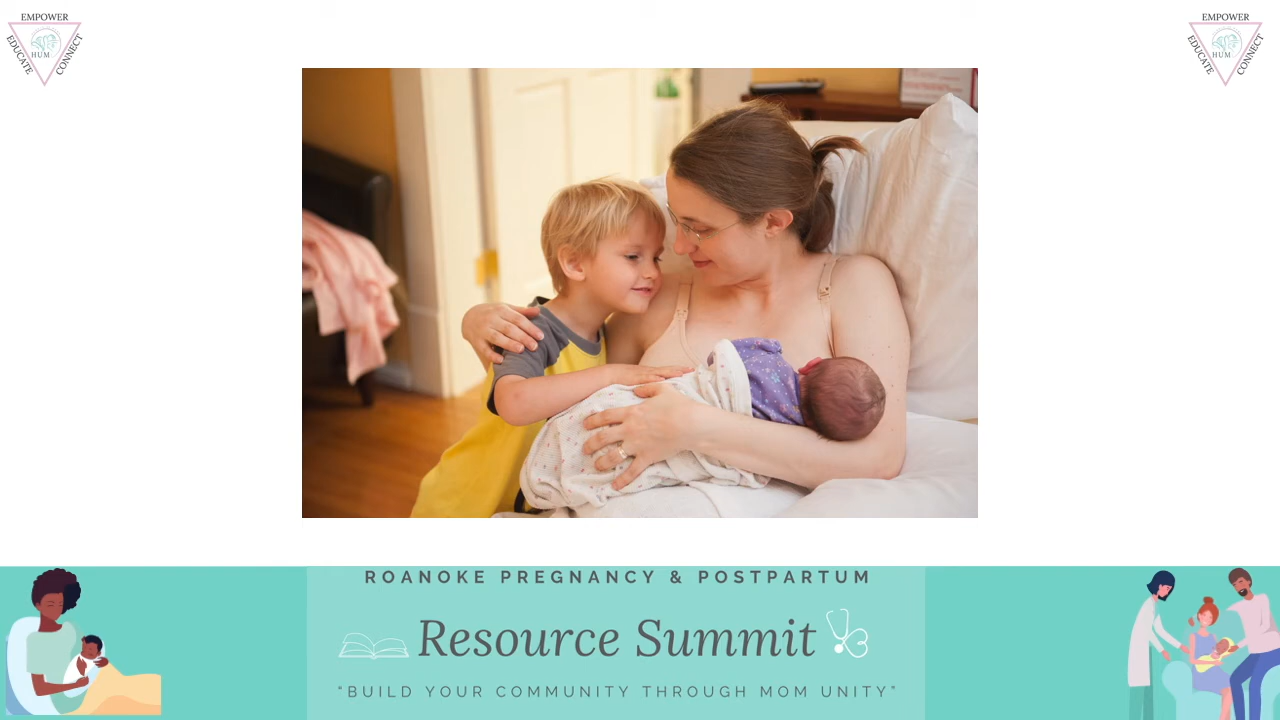 EMPOWER
EDUCATE
HUM
CONNECT
EMPOWER
EDUCATE
HUM
CONNECT
ROANOKE PREGNANCY & POSTPARTUM
Resource Summit
"BUILD YOUR COMMUNITY THROUGH MOM UNITY"